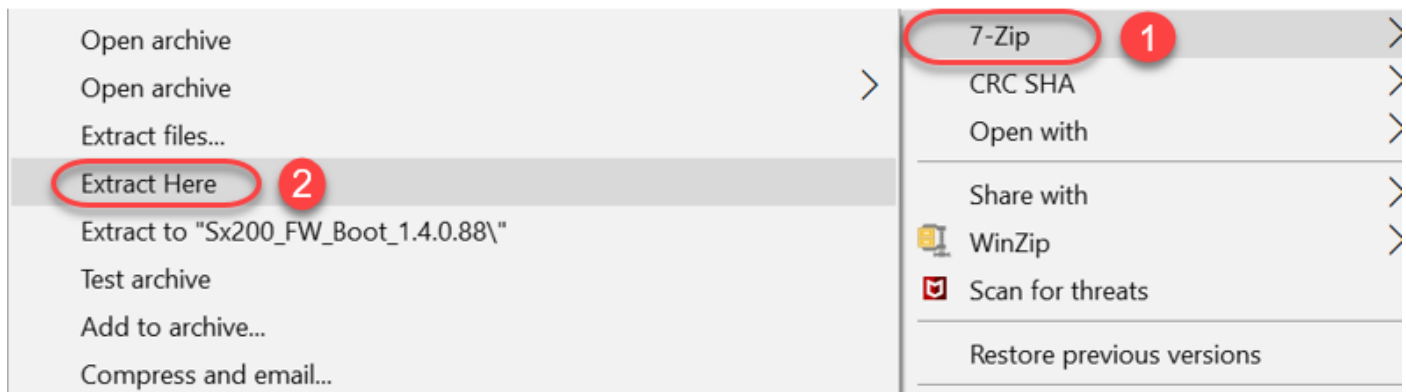 Open archive
Open archive
Extract files...
Extract Here
2
Extract to "Sx200_FW_Boot_1.4.0.88\"
Test archive
Add to archive...
Compress and email...
7-Zip
1
CRC SHA
Open with
Share with
WinZip
Scan for threats
Restore previous versions